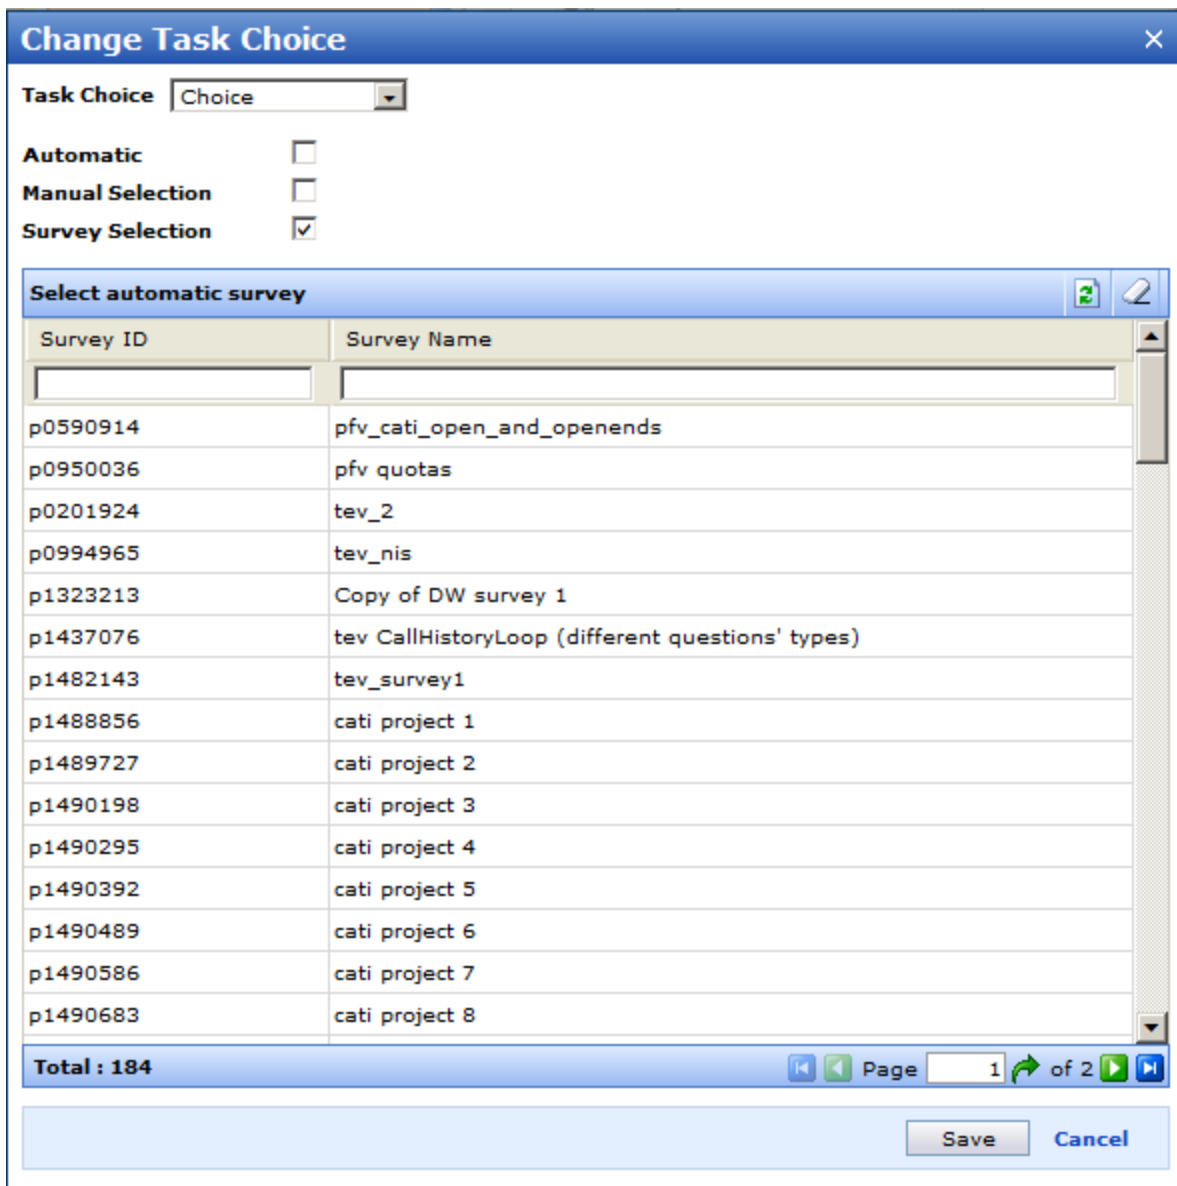 Change Task Choice
Task Choice Choice
Automatic
Manual Selection
Survey Selection
Select automatic survey
Survey ID Survey Name
p0590914 pfv_cati_open_and_openends
p0950036 pfv quotas
p0201924 tev_2
p0994965 tev_nis
p1323213 Copy of DW survey 1
p1437076 tev CallHistoryLoop (different questions' types)
p1482143 tev_survey1
p1488856 cati project 1
p1489727 cati project 2
p1490198 cati project 3
p1490295 cati project 4
p1490392 cati project 5
p1490489 cati project 6
p1490586 cati project 7
p1490683 cati project 8
Total : 184 Page 1 of 2
Save Cancel